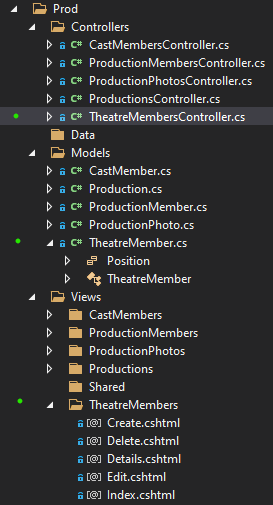 Prod
Controllers
C# CastMembersController.cs
C# ProductionMembersController.cs
C# ProductionPhotosController.cs
C# ProductionsController.cs
C# TheatreMembersController.cs
Data
Models
C# CastMember.cs
C# Production.cs
C# ProductionMember.cs
C# ProductionPhoto.cs
C# TheatreMember.cs
Position
TheatreMember
Views
CastMembers
ProductionMembers
ProductionPhotos
Productions
Shared
TheatreMembers
[@] Create.cshtml
[@] Delete.cshtml
[@] Details.cshtml
[@] Edit.cshtml
[@] Index.cshtml